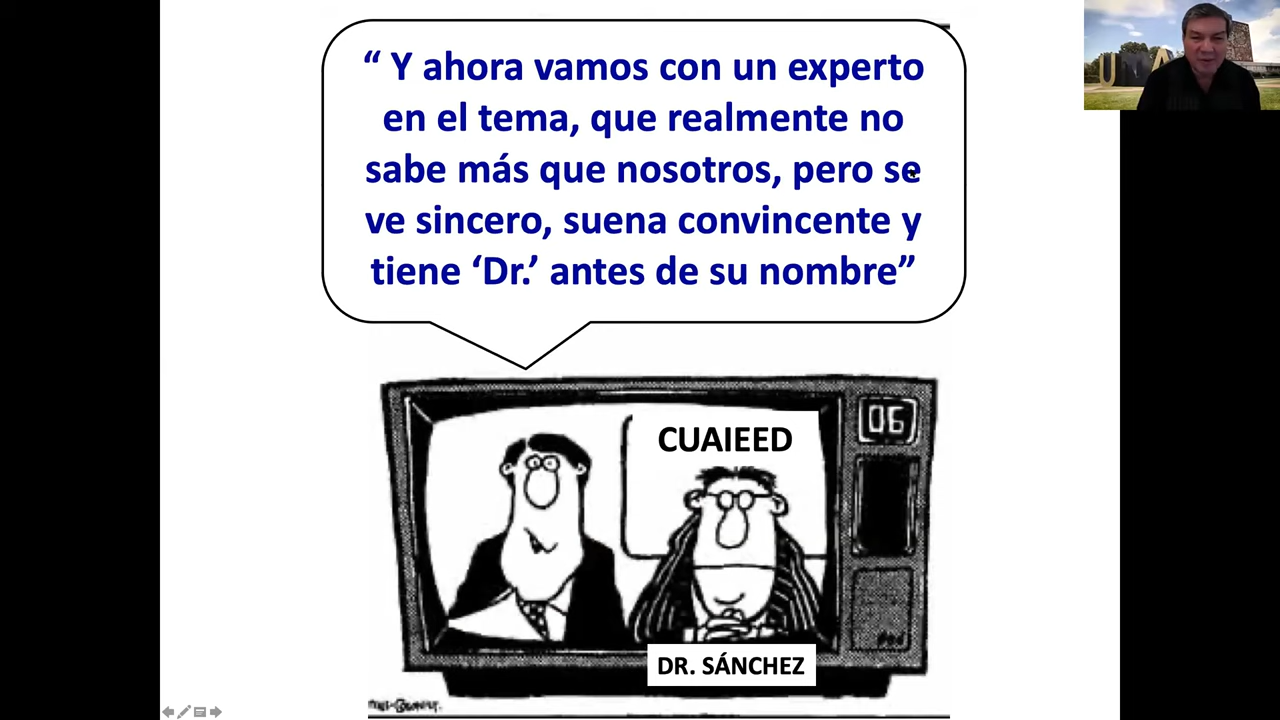 “ Y ahora vamos con un experto
en el tema, que realmente no
sabe más que nosotros, pero se
ve sincero, suena convincente y
tiene ‘Dr.’ antes de su nombre”
06
CUAIEED
DR. SÁNCHEZ